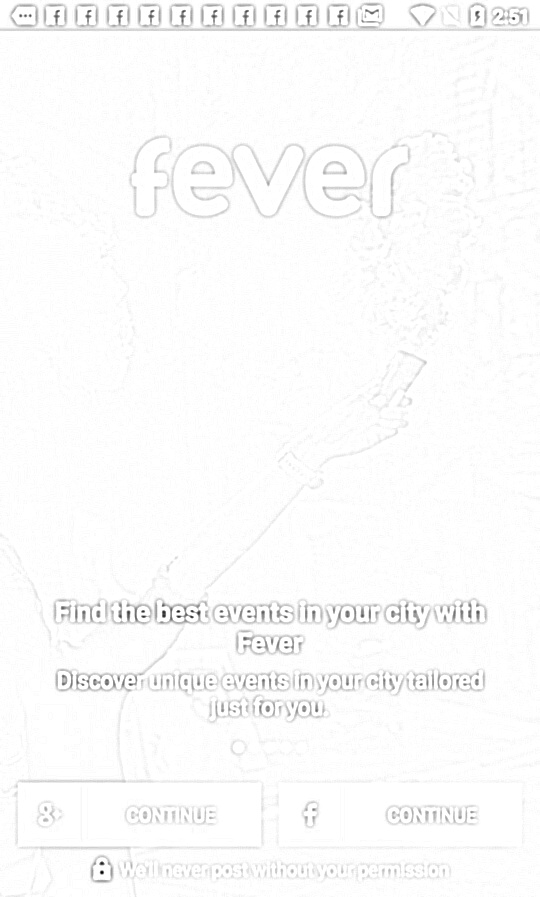 2:51
fever
Find the best events in your city with
Fever
Discover unique events in your city tailored
just for you.
g+ CONTINUE
f CONTINUE
We'll never post without your permission